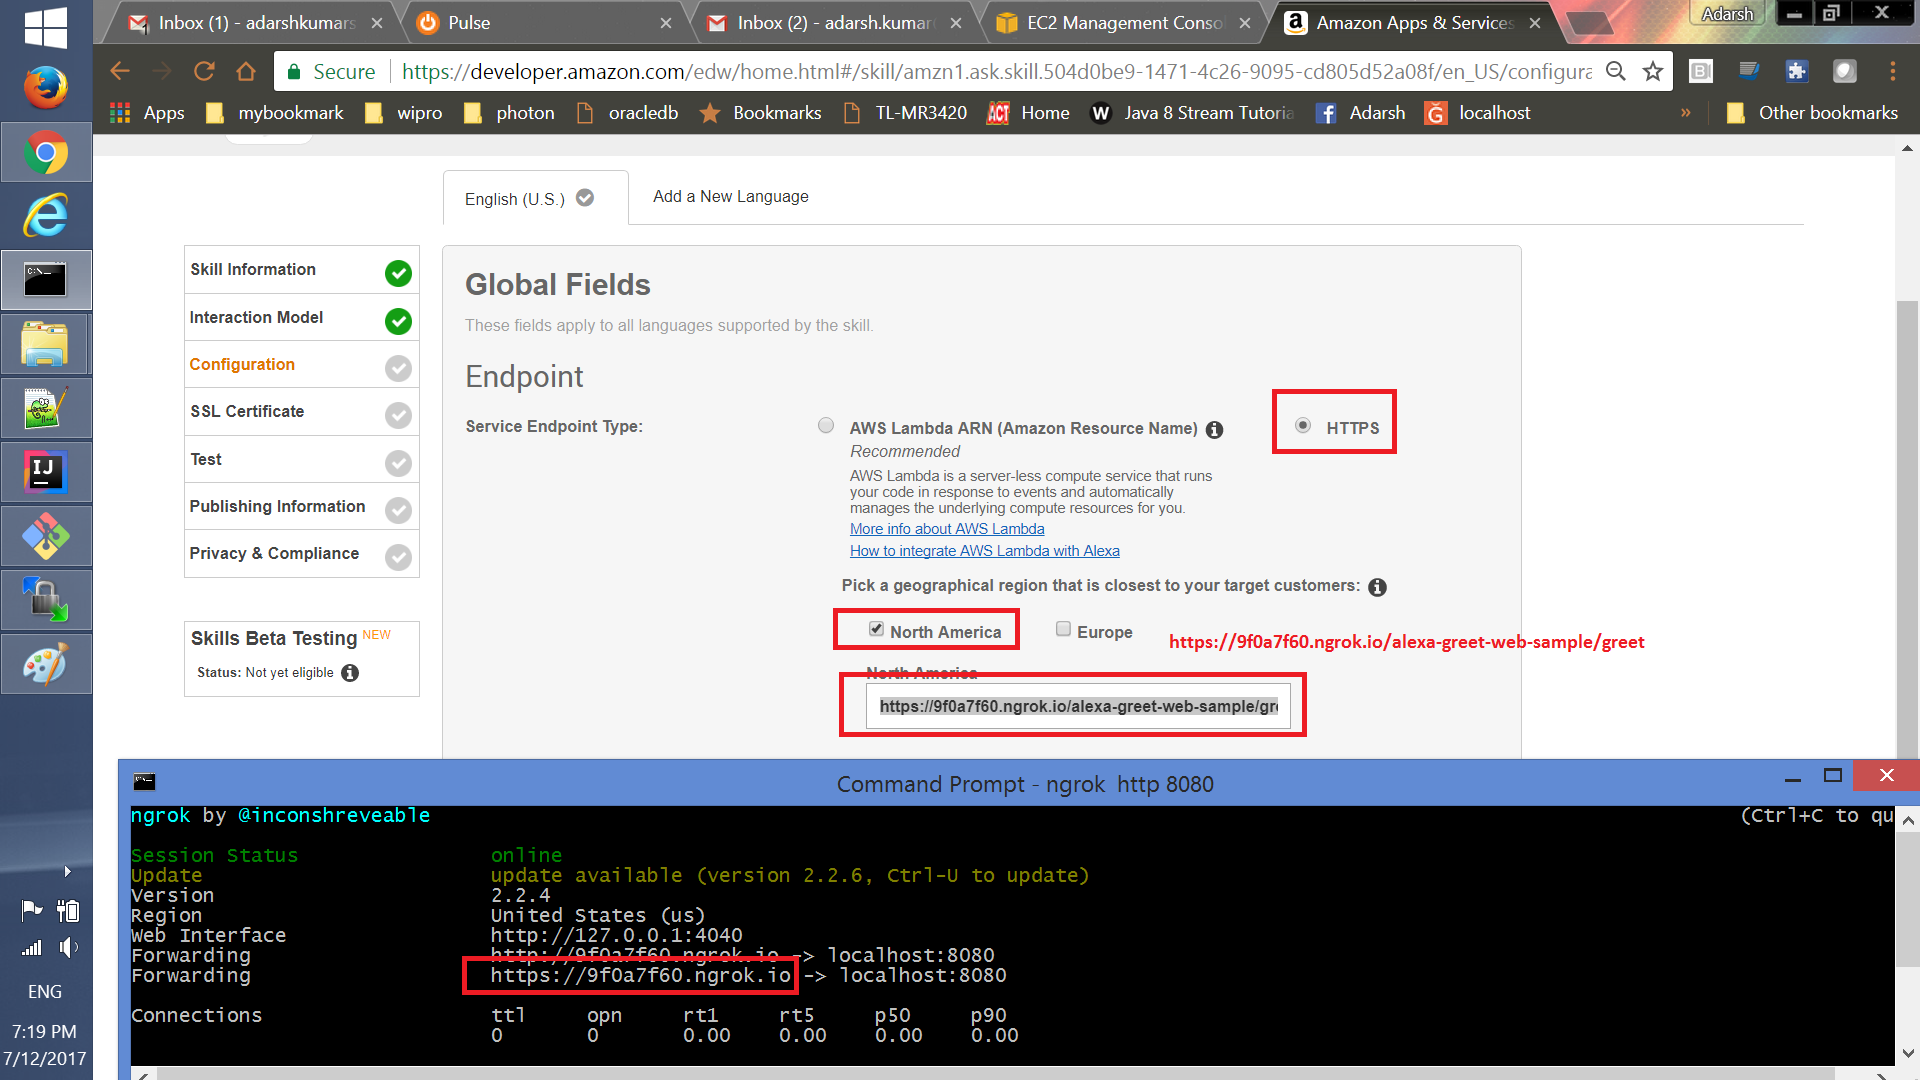 Inbox (1) - adarshkumars
Pulse
Inbox (2) - adarsh.kumar
EC2 Management Conso
Amazon Apps & Services
Adarsh
Secure
https://developer.amazon.com/edw/home.html#/skill/amzn1.ask.skill.504d0be9-1471-4c26-9095-cd805d52a08f/en_US/configura
Apps
mybookmark
wipro
photon
oracledb
Bookmarks
TL-MR3420
ACT
Home
W
Java 8 Stream Tutoria
Adarsh
localhost
»
Other bookmarks
English (U.S.)
Add a New Language
Skill Information
Interaction Model
Configuration
SSL Certificate
Test
Publishing Information
Privacy & Compliance
Skills Beta Testing NEW
Status: Not yet eligible
Global Fields
These fields apply to all languages supported by the skill.
Endpoint
Service Endpoint Type:
AWS Lambda ARN (Amazon Resource Name)
HTTPS
Recommended
AWS Lambda is a server-less compute service that runs
your code in response to events and automatically
manages the underlying compute resources for you.
More info about AWS Lambda
How to integrate AWS Lambda with Alexa
Pick a geographical region that is closest to your target customers:
North America
Europe
https://9f0a7f60.ngrok.io/alexa-greet-web-sample/greet
North America
https://9f0a7f60.ngrok.io/alexa-greet-web-sample/gre
Command Prompt - ngrok http 8080
ngrok by @inconshreveable (Ctrl+C to qu
Session Status online
Update update available (version 2.2.6, Ctrl-U to update)
Version 2.2.4
Region United States (us)
Web Interface http://127.0.0.1:4040
Forwarding http://9f0a7f60.ngrok.io -> localhost:8080
Forwarding https://9f0a7f60.ngrok.io -> localhost:8080
Connections ttl opn rt1 rt5 p50 p90
0 0 0.00 0.00 0.00 0.00
IJ
ENG
7:19 PM
7/12/2017